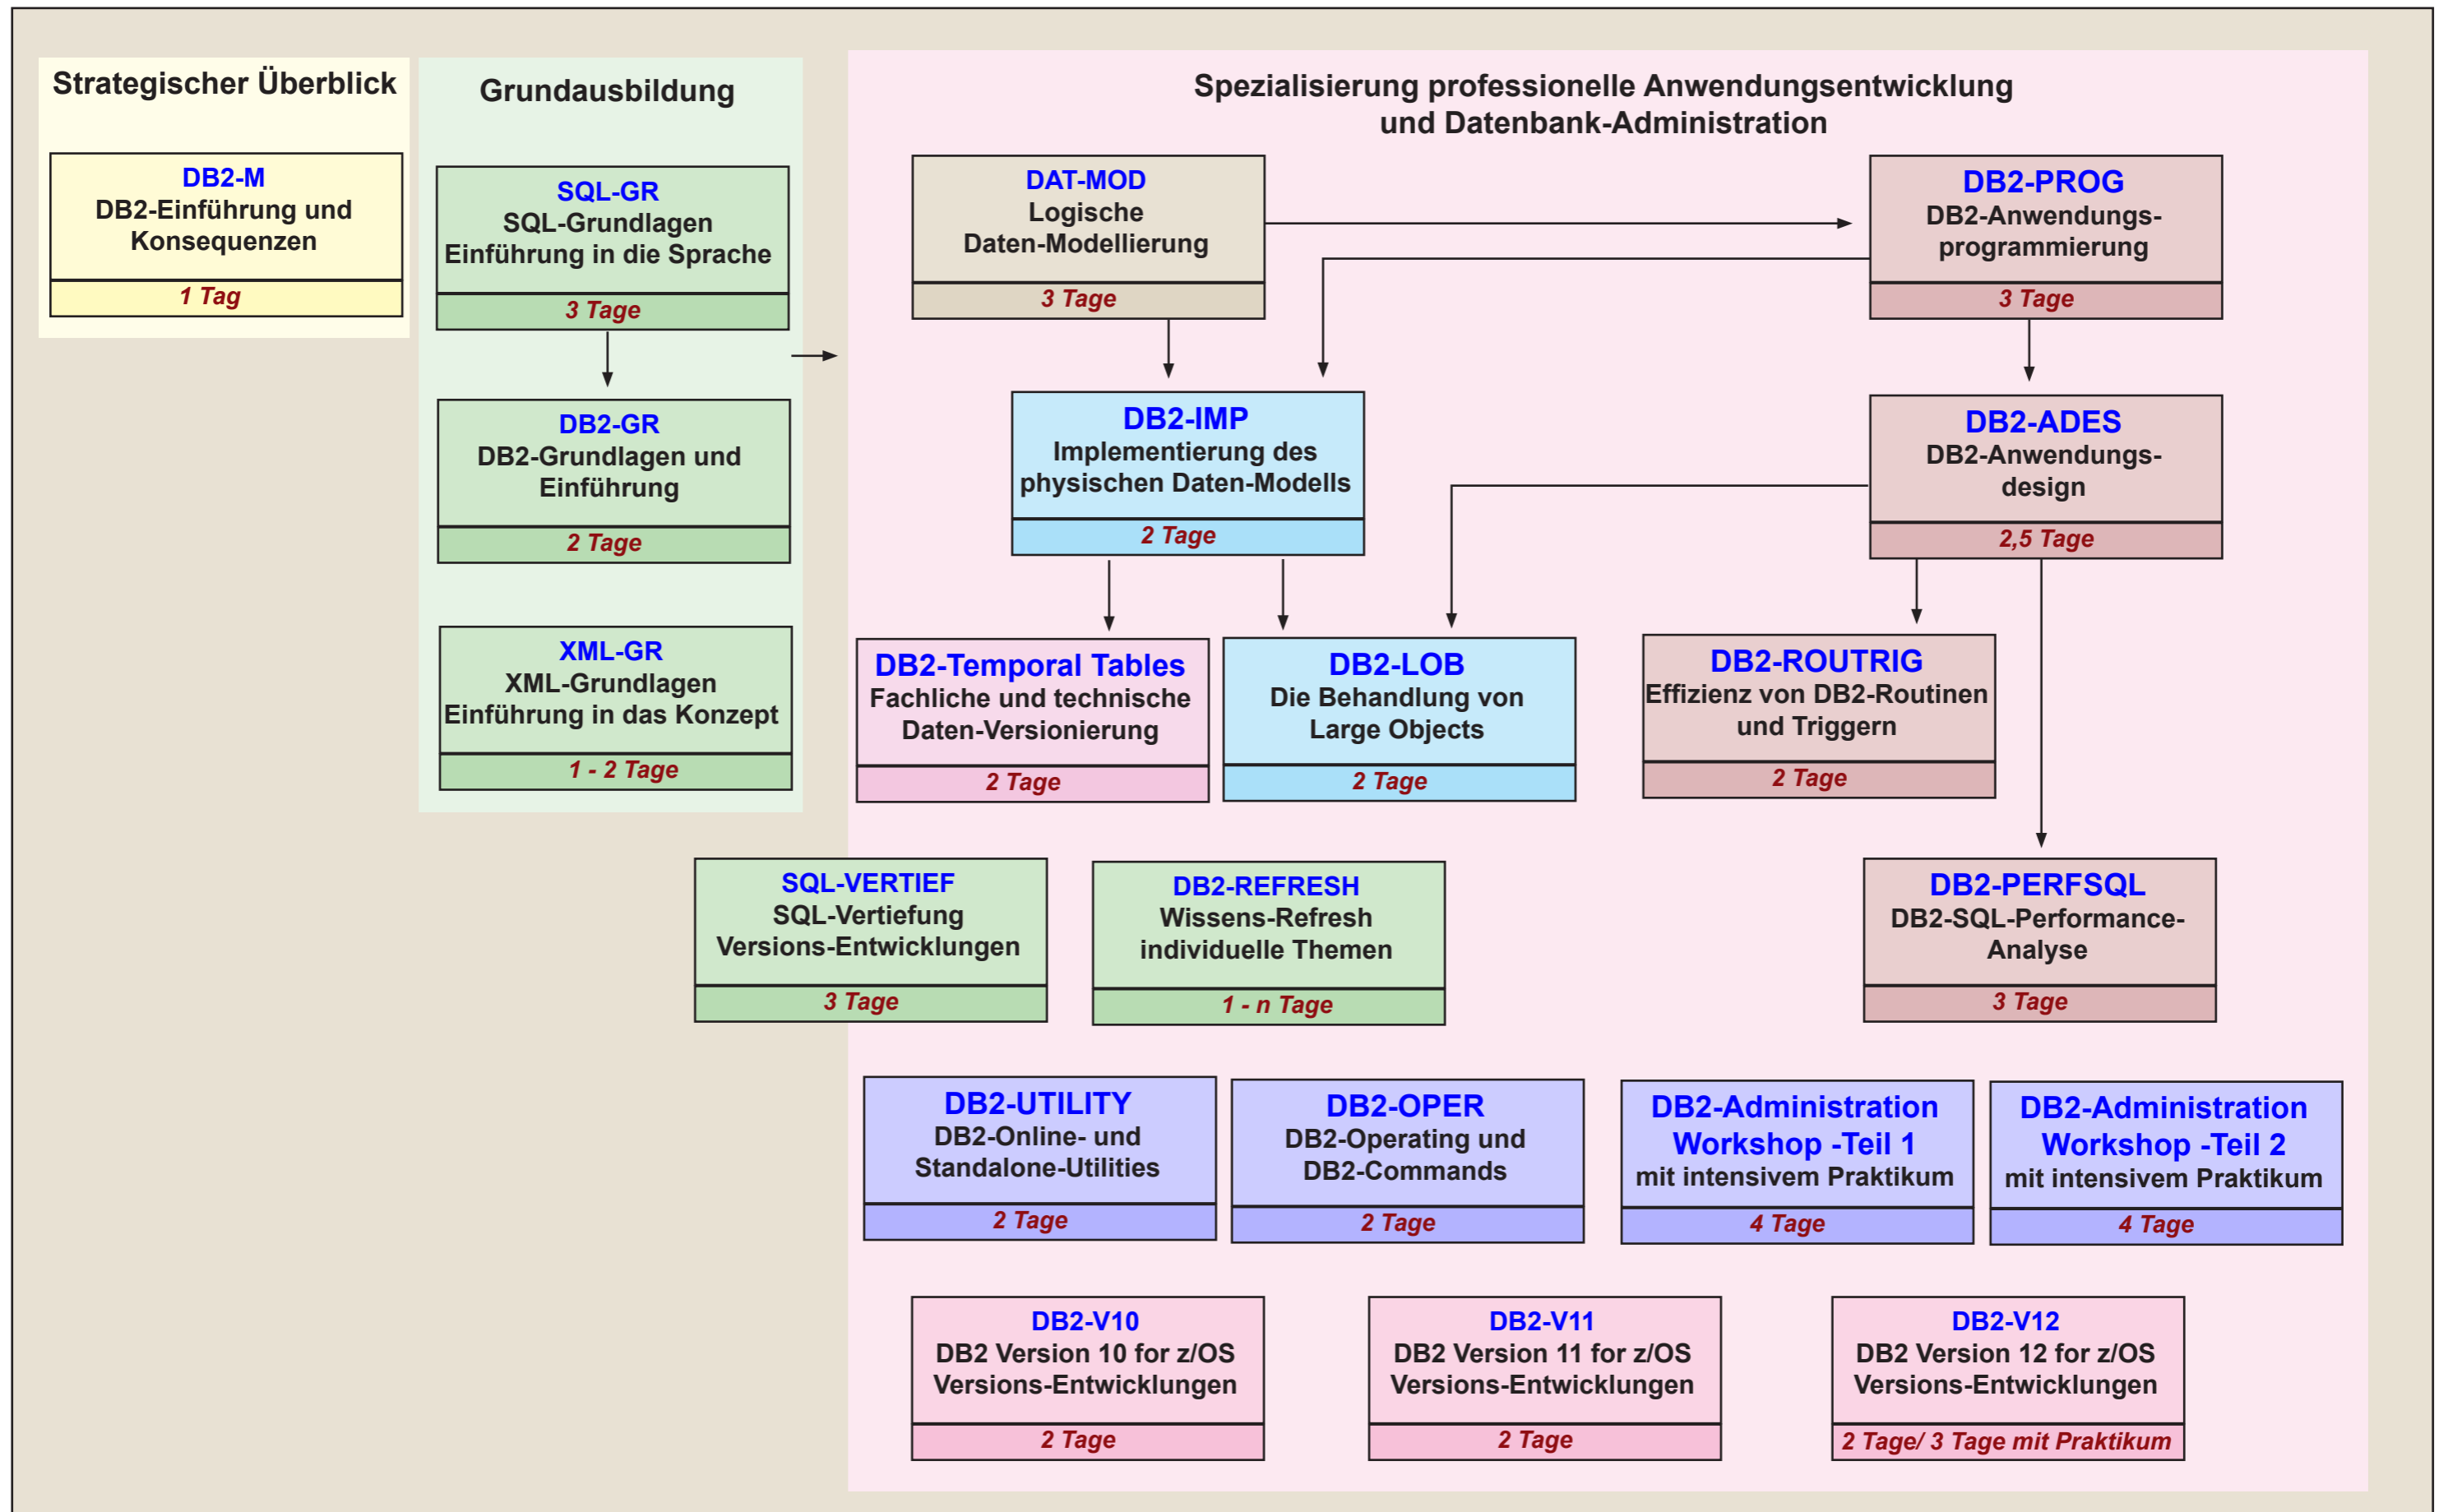 Strategischer Überblick
DB2-M
DB2-Einführung und
Konsequenzen
1 Tag
Grundausbildung
SQL-GR
SQL-Grundlagen
Einführung in die Sprache
3 Tage
DB2-GR
DB2-Grundlagen und
Einführung
2 Tage
XML-GR
XML-Grundlagen
Einführung in das Konzept
1 - 2 Tage
Spezialisierung professionelle Anwendungsentwicklung
und Datenbank-Administration
DAT-MOD
Logische
Daten-Modellierung
3 Tage
DB2-PROG
DB2-Anwendungs-
programmierung
3 Tage
DB2-IMP
Implementierung des
physischen Daten-Modells
2 Tage
DB2-ADES
DB2-Anwendungs-
design
2,5 Tage
DB2-Temporal Tables
Fachliche und technische
Daten-Versionierung
2 Tage
DB2-LOB
Die Behandlung von
Large Objects
2 Tage
DB2-ROUTRIG
Effizienz von DB2-Routinen
und Triggern
2 Tage
SQL-VERTIEF
SQL-Vertiefung
Versions-Entwicklungen
3 Tage
DB2-REFRESH
Wissens-Refresh
individuelle Themen
1 - n Tage
DB2-PERFSQL
DB2-SQL-Performance-
Analyse
3 Tage
DB2-UTILITY
DB2-Online- und
Standalone-Utilities
2 Tage
DB2-OPER
DB2-Operating und
DB2-Commands
2 Tage
DB2-Administration
Workshop -Teil 1
mit intensivem Praktikum
4 Tage
DB2-Administration
Workshop -Teil 2
mit intensivem Praktikum
4 Tage
DB2-V10
DB2 Version 10 for z/OS
Versions-Entwicklungen
2 Tage
DB2-V11
DB2 Version 11 for z/OS
Versions-Entwicklungen
2 Tage
DB2-V12
DB2 Version 12 for z/OS
Versions-Entwicklungen
2 Tage/ 3 Tage mit Praktikum